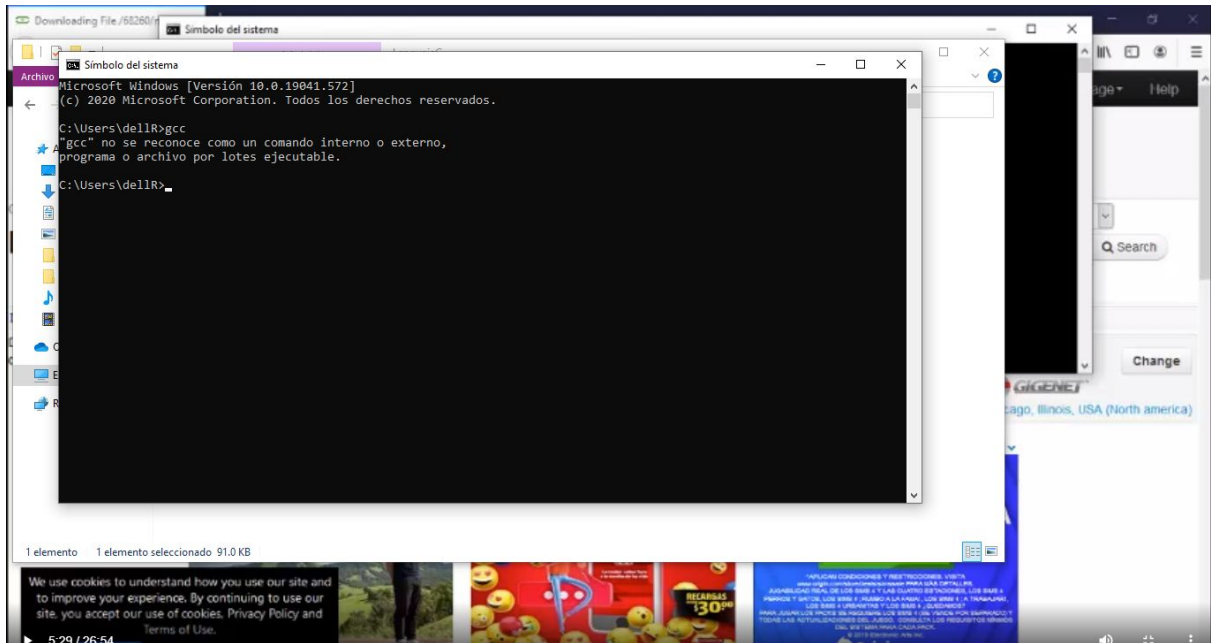 Downloading File /68260/
Símbolo del sistema
Archivo
Símbolo del sistema
Microsoft Windows [Versión 10.0.19041.572]
(c) 2020 Microsoft Corporation. Todos los derechos reservados.
C:\Users\dellR>gcc
"gcc" no se reconoce como un comando interno o externo,
programa o archivo por lotes ejecutable.
C:\Users\dellR>
Help
Search
Change
GIGENET
cago, Illinois, USA (North america)
1 elemento 1 elemento seleccionado 91.0 KB
We use cookies to understand how you use our site and
to improve your experience. By continuing to use our
site, you accept our use of cookies. Privacy Policy and
Terms of Use.
5:29 / 26:54
RECARGAS
$30